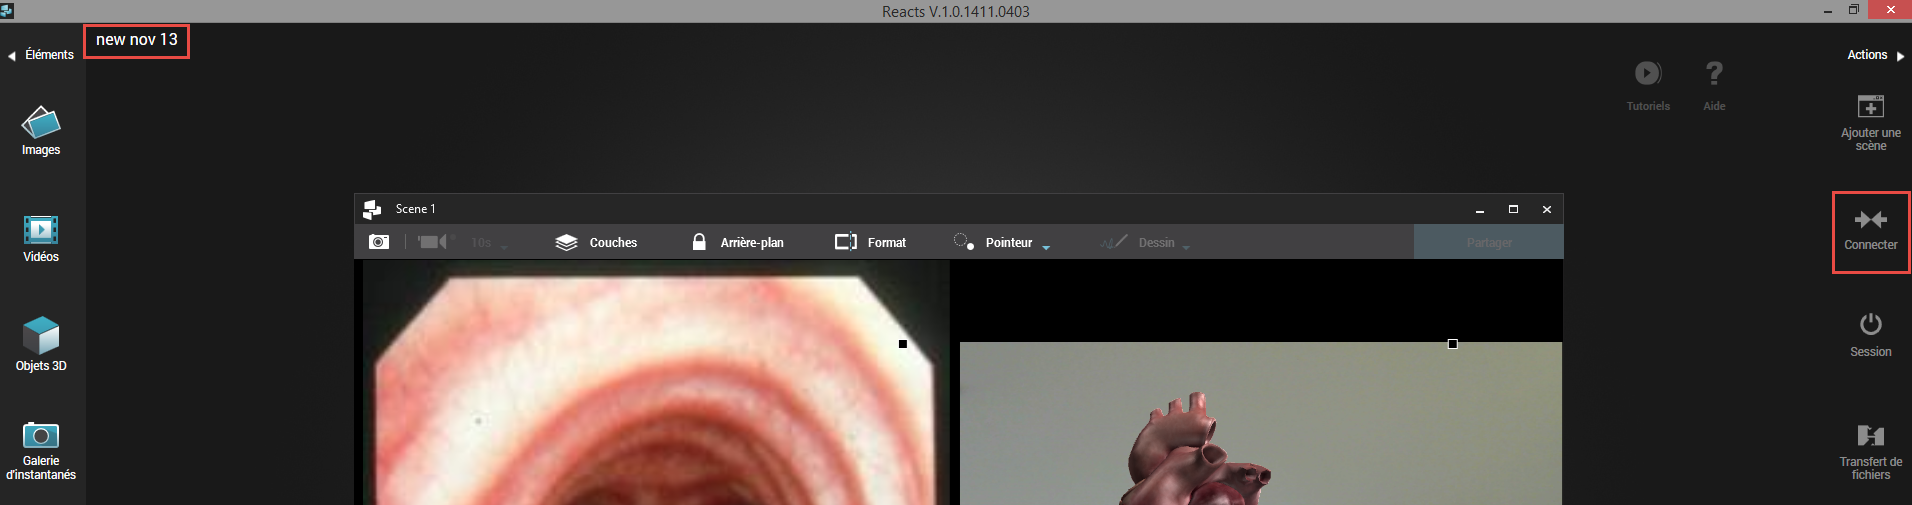 Reacts V.1.0.1411.0403
new nov 13
Éléments
Images
Vidéos
Objets 3D
Galerie
d'instantanés
Tutoriels
Aide
Scene 1
10s
Couches
Arrière-plan
Format
Pointeur
Dessin
Partager
Actions
Ajouter une
scène
Connecter
Session
Transfert de
fichiers